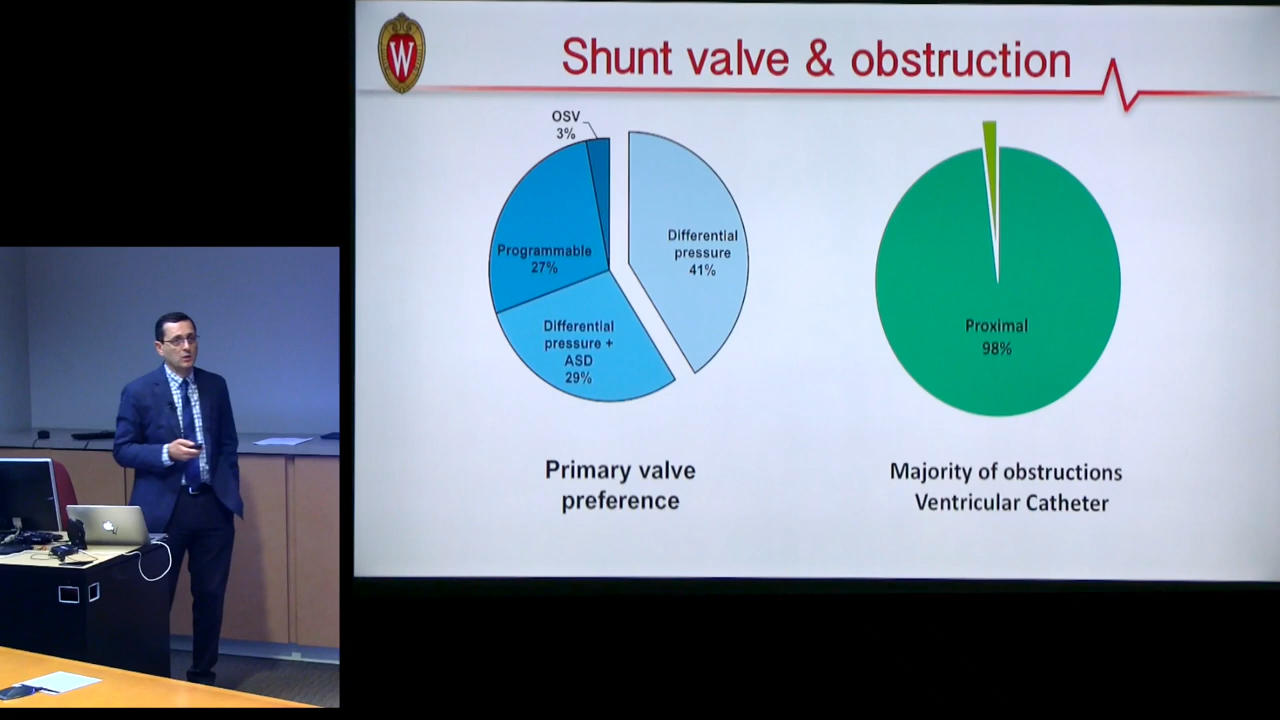 W
Shunt valve & obstruction
OSV
3%
Programmable
27%
Differential
pressure +
ASD
29%
Differential
pressure
41%
Proximal
98%
Primary valve
preference
Majority of obstructions
Ventricular Catheter